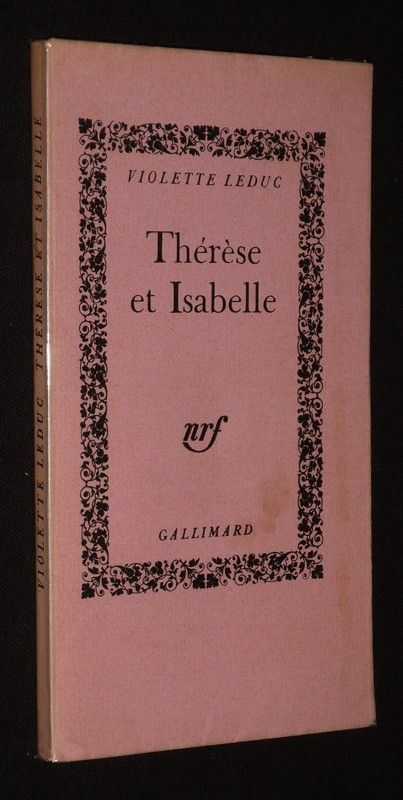 VIOLETTE LEDUC
Thérèse
et Isabelle
nrf
GALLIMARD
VIOLETTE LEDUC THÉRÈSE ET ISABELLE